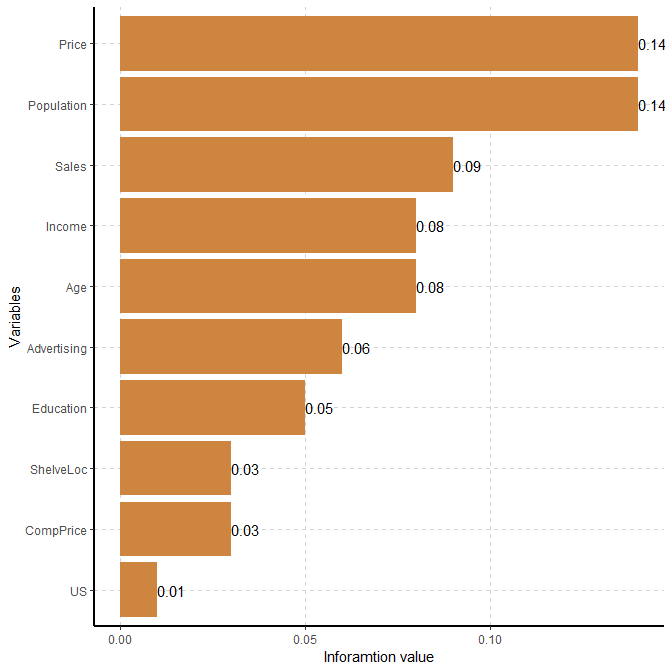 Price 0.14
Population 0.14
Sales 0.09
Income 0.08
Age 0.08
Variables
Advertising 0.06
Education 0.05
ShelveLoc 0.03
CompPrice 0.03
US 0.01
0.00 0.05 0.10
Inforamtion value